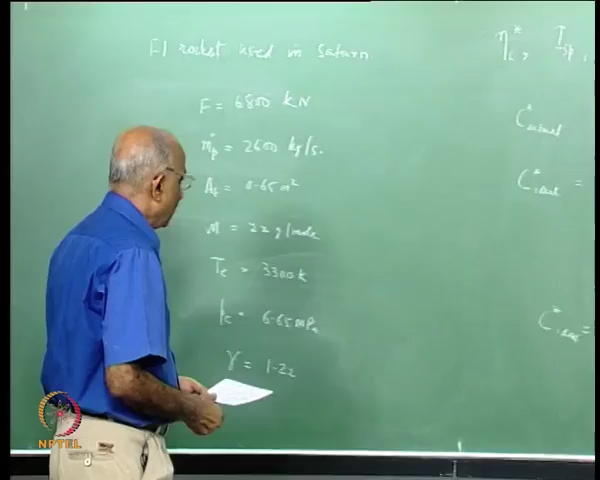 F1 rocket used in Saturn
F = 6800 kN
ṁp = 2600 kg/s.
At = 0.65 m²
M = 22 g/mole
Tc = 3300 K
pc = 6.65 MPa
γ = 1.22
η*c, Isp,
C*actual
C*ideal =
C*ideal =
NPTEL